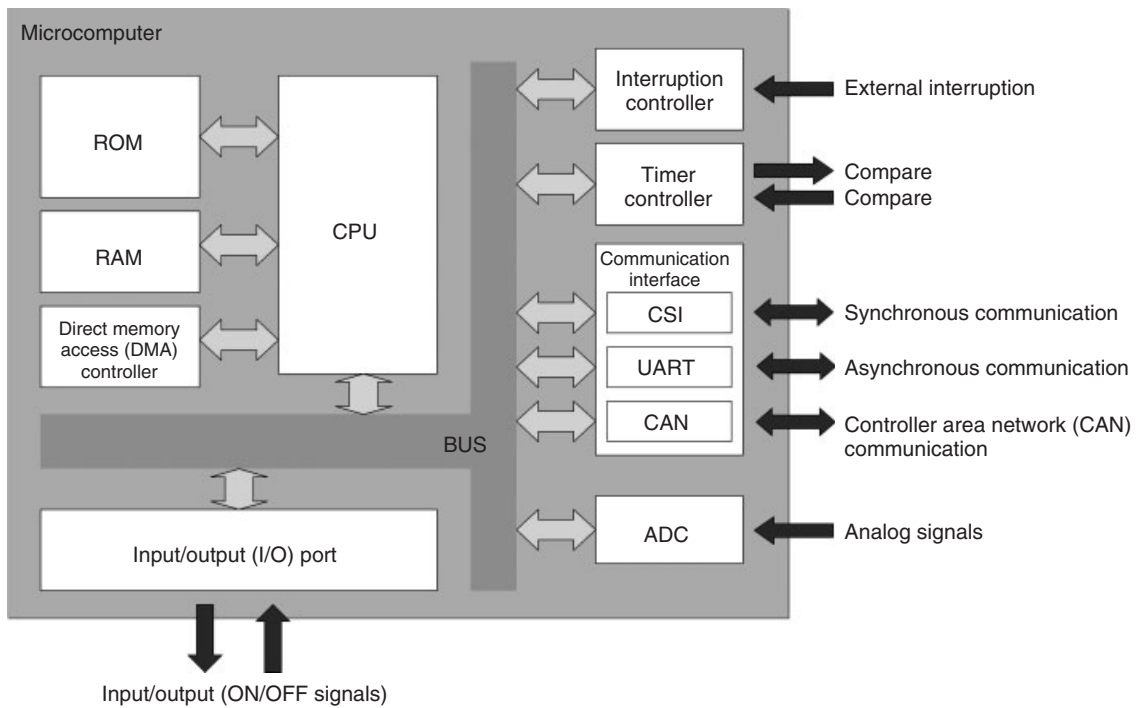 Microcomputer
ROM
RAM
Direct memory
access (DMA)
controller
CPU
BUS
Input/output (I/O) port
Input/output (ON/OFF signals)
Interruption
controller
External interruption
Timer
controller
Compare
Compare
Communication
interface
CSI
Synchronous communication
UART
Asynchronous communication
CAN
Controller area network (CAN)
communication
ADC
Analog signals